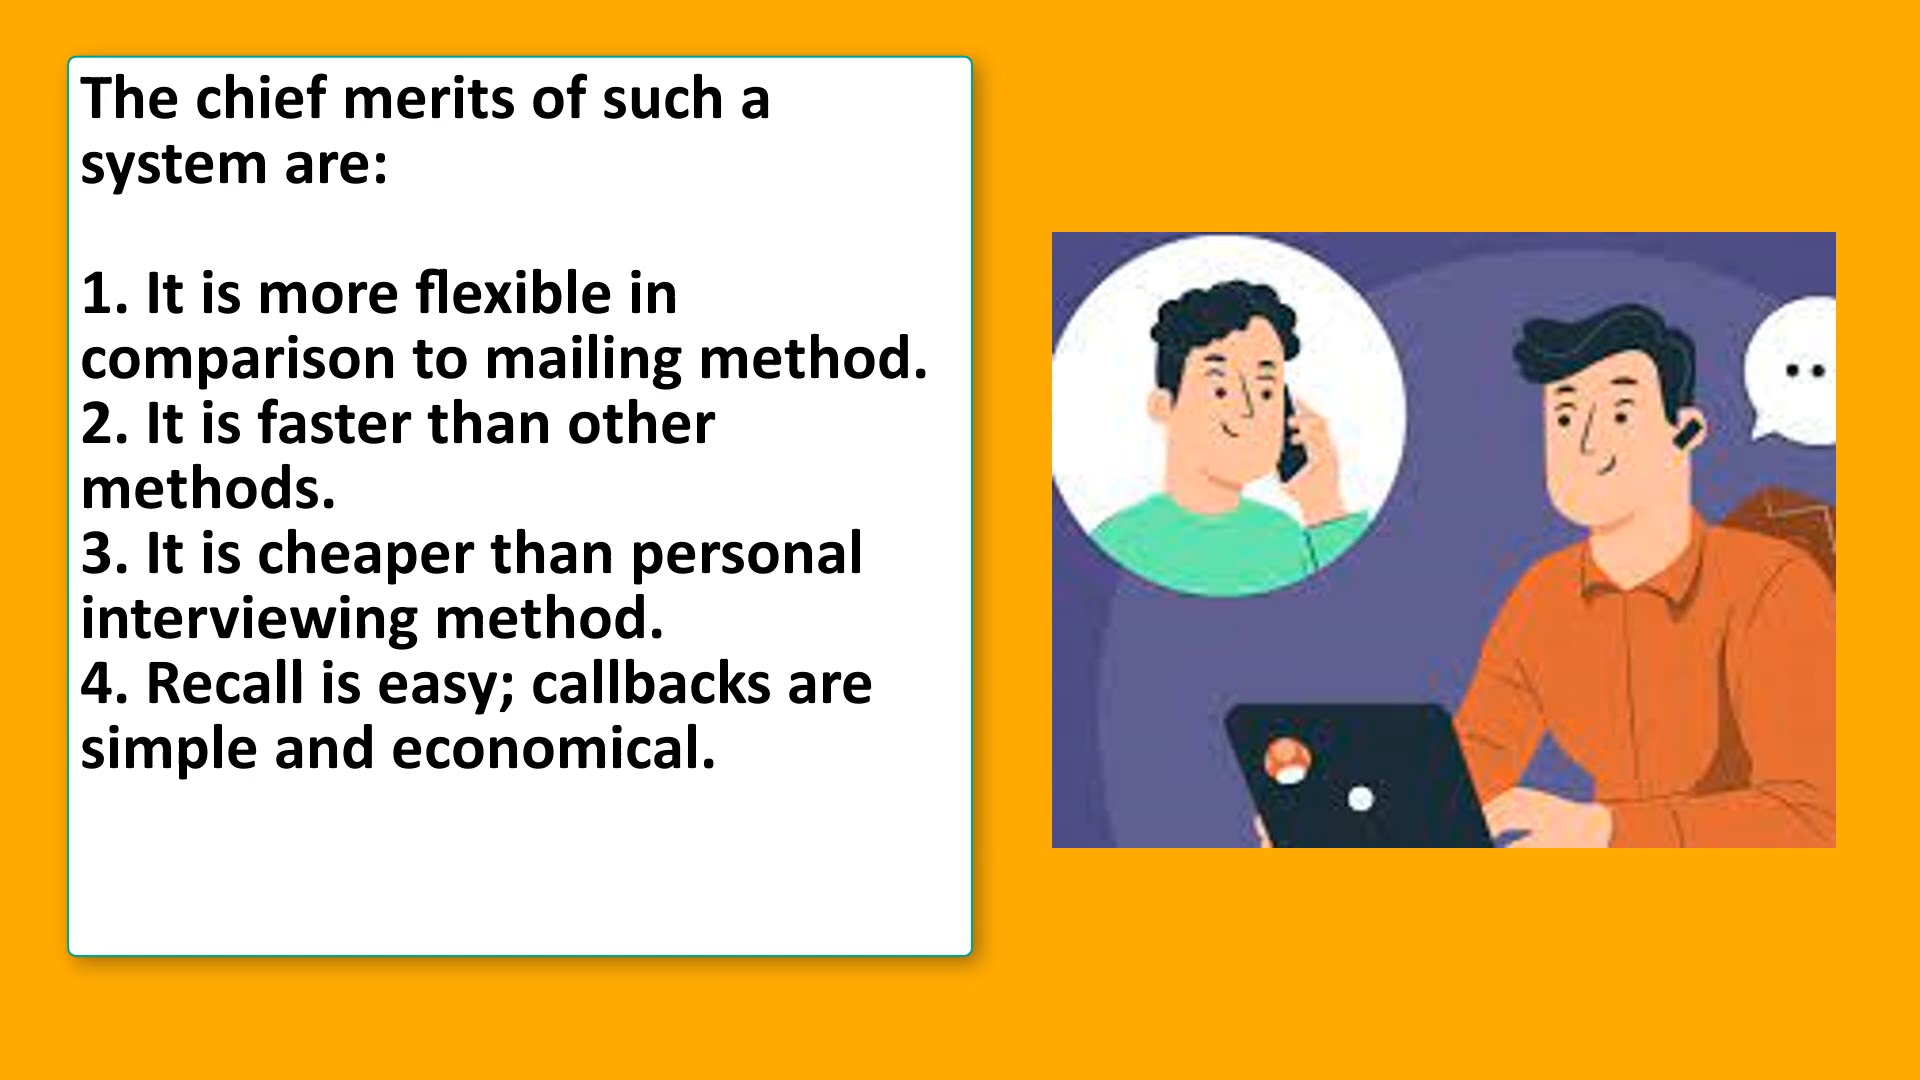 The chief merits of such a
system are:
1. It is more flexible in
comparison to mailing method.
2. It is faster than other
methods.
3. It is cheaper than personal
interviewing method.
4. Recall is easy; callbacks are
simple and economical.